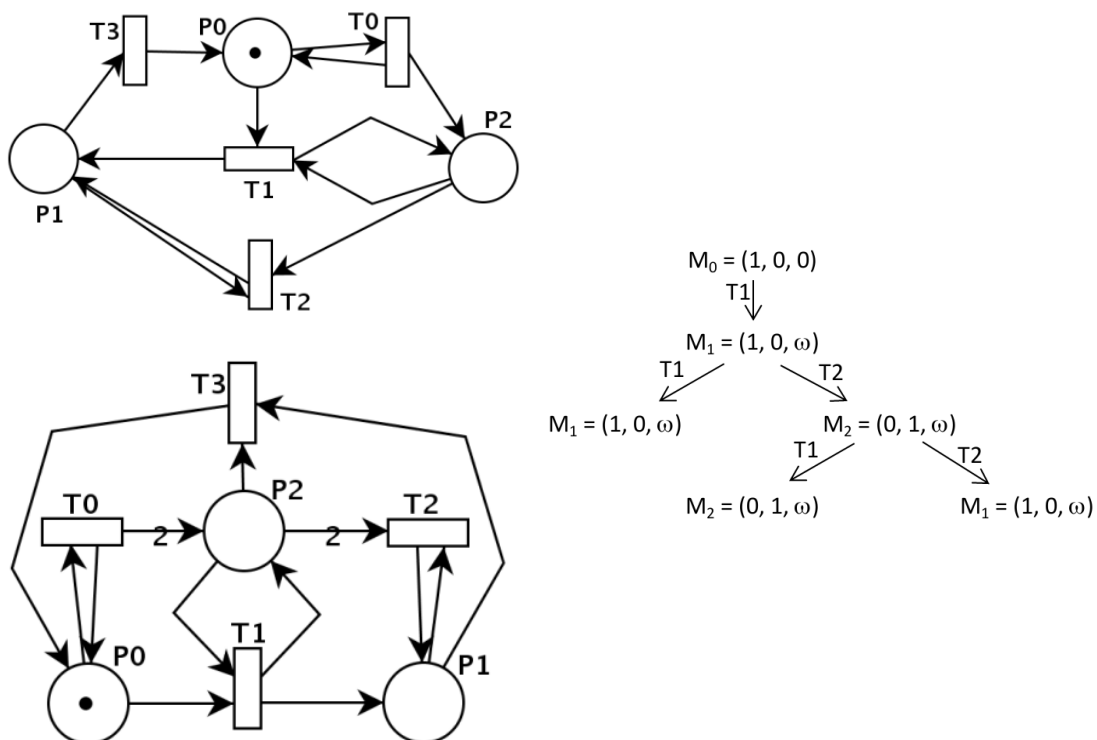 T3
P0
T0
P2
T1
P1
T2
T3
P2
T0
2
2
T2
T1
P0
P1
M₀ = (1, 0, 0)
T1
M₁ = (1, 0, ω)
T1
T2
M₁ = (1, 0, ω)
M₂ = (0, 1, ω)
T1
T2
M₂ = (0, 1, ω)
M₁ = (1, 0, ω)